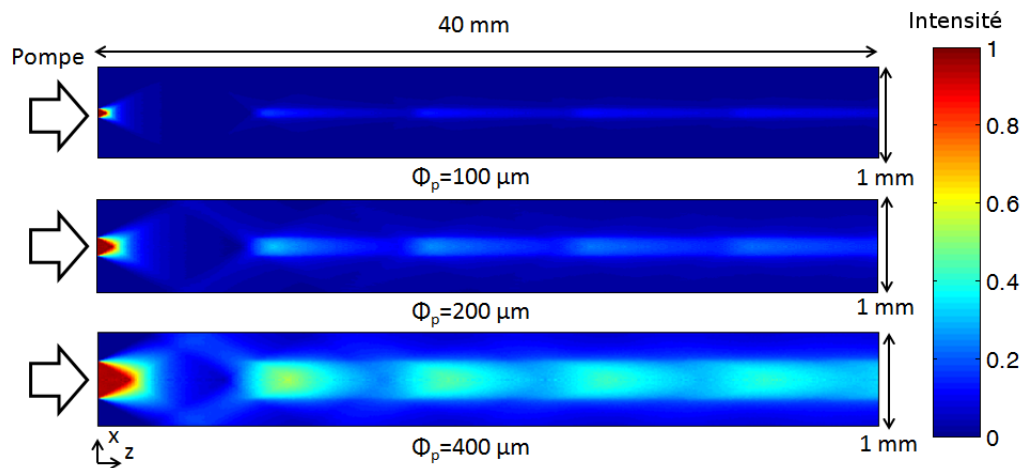 40 mm
Intensité
Pompe
1
0.8
0.6
0.4
0.2
0
Φp=100 µm
1 mm
Φp=200 µm
1 mm
Φp=400 µm
1 mm
x
z